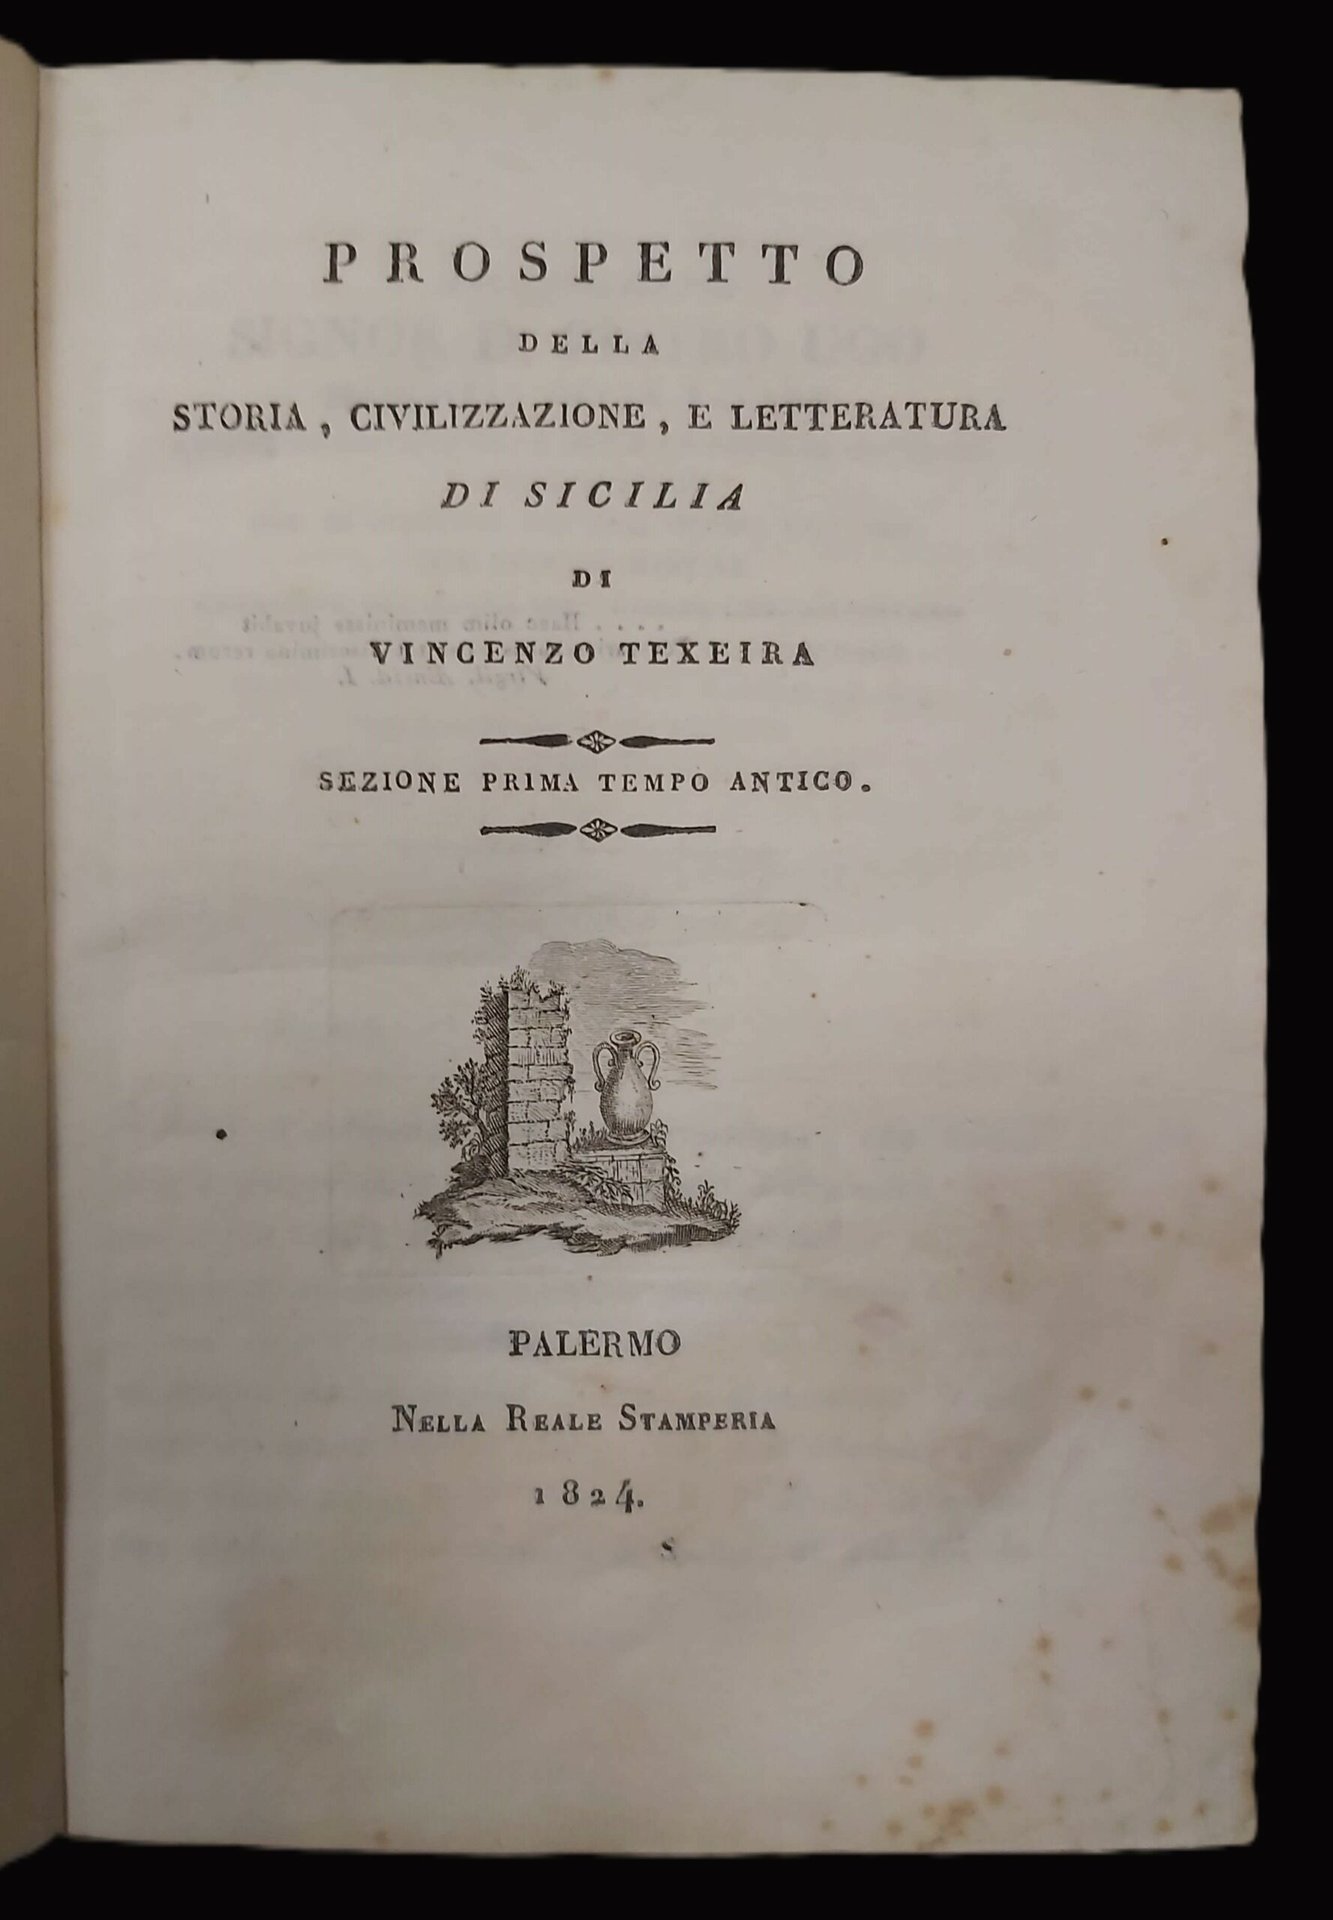 PROSPETTO
DELLA
STORIA, CIVILIZZAZIONE, E LETTERATURA
DI SICILIA
DI
VINCENZO TEXEIRA
SEZIONE PRIMA TEMPO ANTICO.
PALERMO
NELLA REALE STAMPERIA
1824.
S